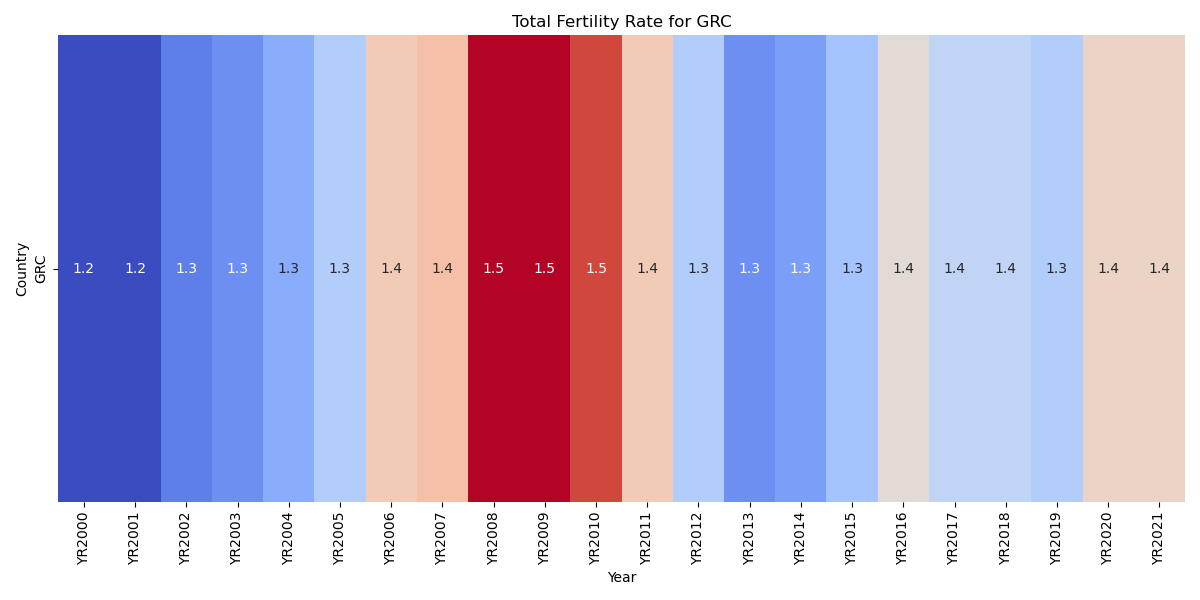 Total Fertility Rate for GRC
Country
GRC
1.2 1.2 1.3 1.3 1.3 1.3 1.4 1.4 1.5 1.5 1.5 1.4 1.3 1.3 1.3 1.3 1.4 1.4 1.4 1.3 1.4 1.4
YR2000 YR2001 YR2002 YR2003 YR2004 YR2005 YR2006 YR2007 YR2008 YR2009 YR2010 YR2011 YR2012 YR2013 YR2014 YR2015 YR2016 YR2017 YR2018 YR2019 YR2020 YR2021
Year